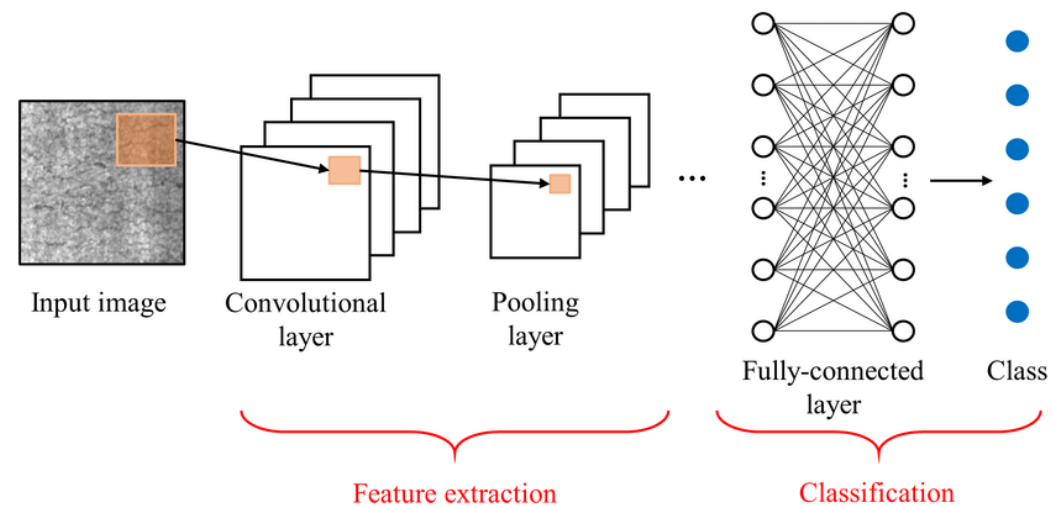 ...
Input image
Convolutional
layer
Pooling
layer
Fully-connected
layer
Class
Feature extraction
Classification